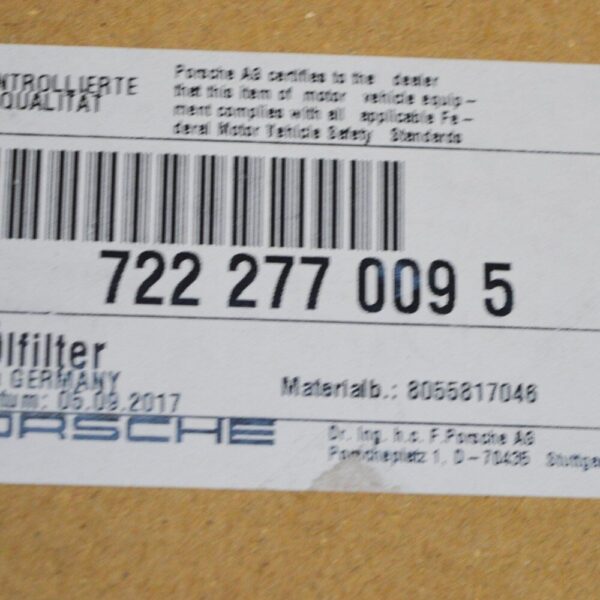 NTROLLIERTE
QUALITÄT
Porsche AG certifies to the dealer
that this item of motor vehicle equip-
ment complies with all applicable Fe-
deral Motor Vehicle Safety Standards
722 277 009 5
lfilter
GERMANY
tum: 05.09.2017
Materialb.: 8055817046
ORSCHE
Dr. Ing. h.c. F.Porsche AG
Porscheplatz 1, D-70435 Stuttgar